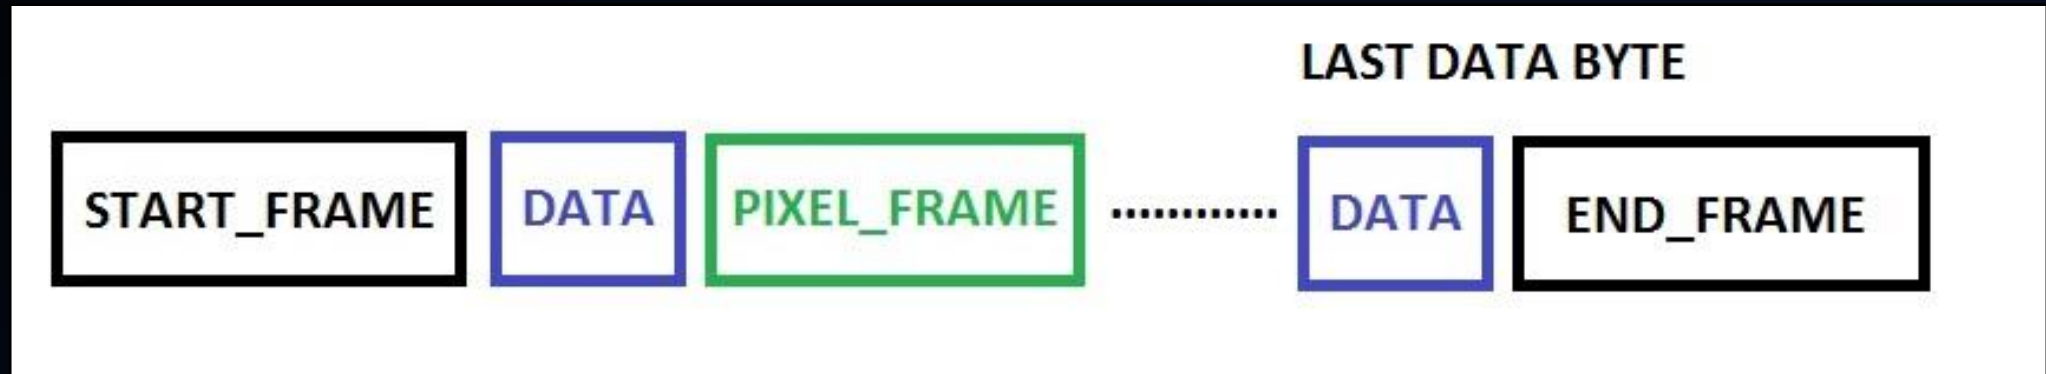 LAST DATA BYTE
START_FRAME DATA PIXEL_FRAME ............ DATA END_FRAME